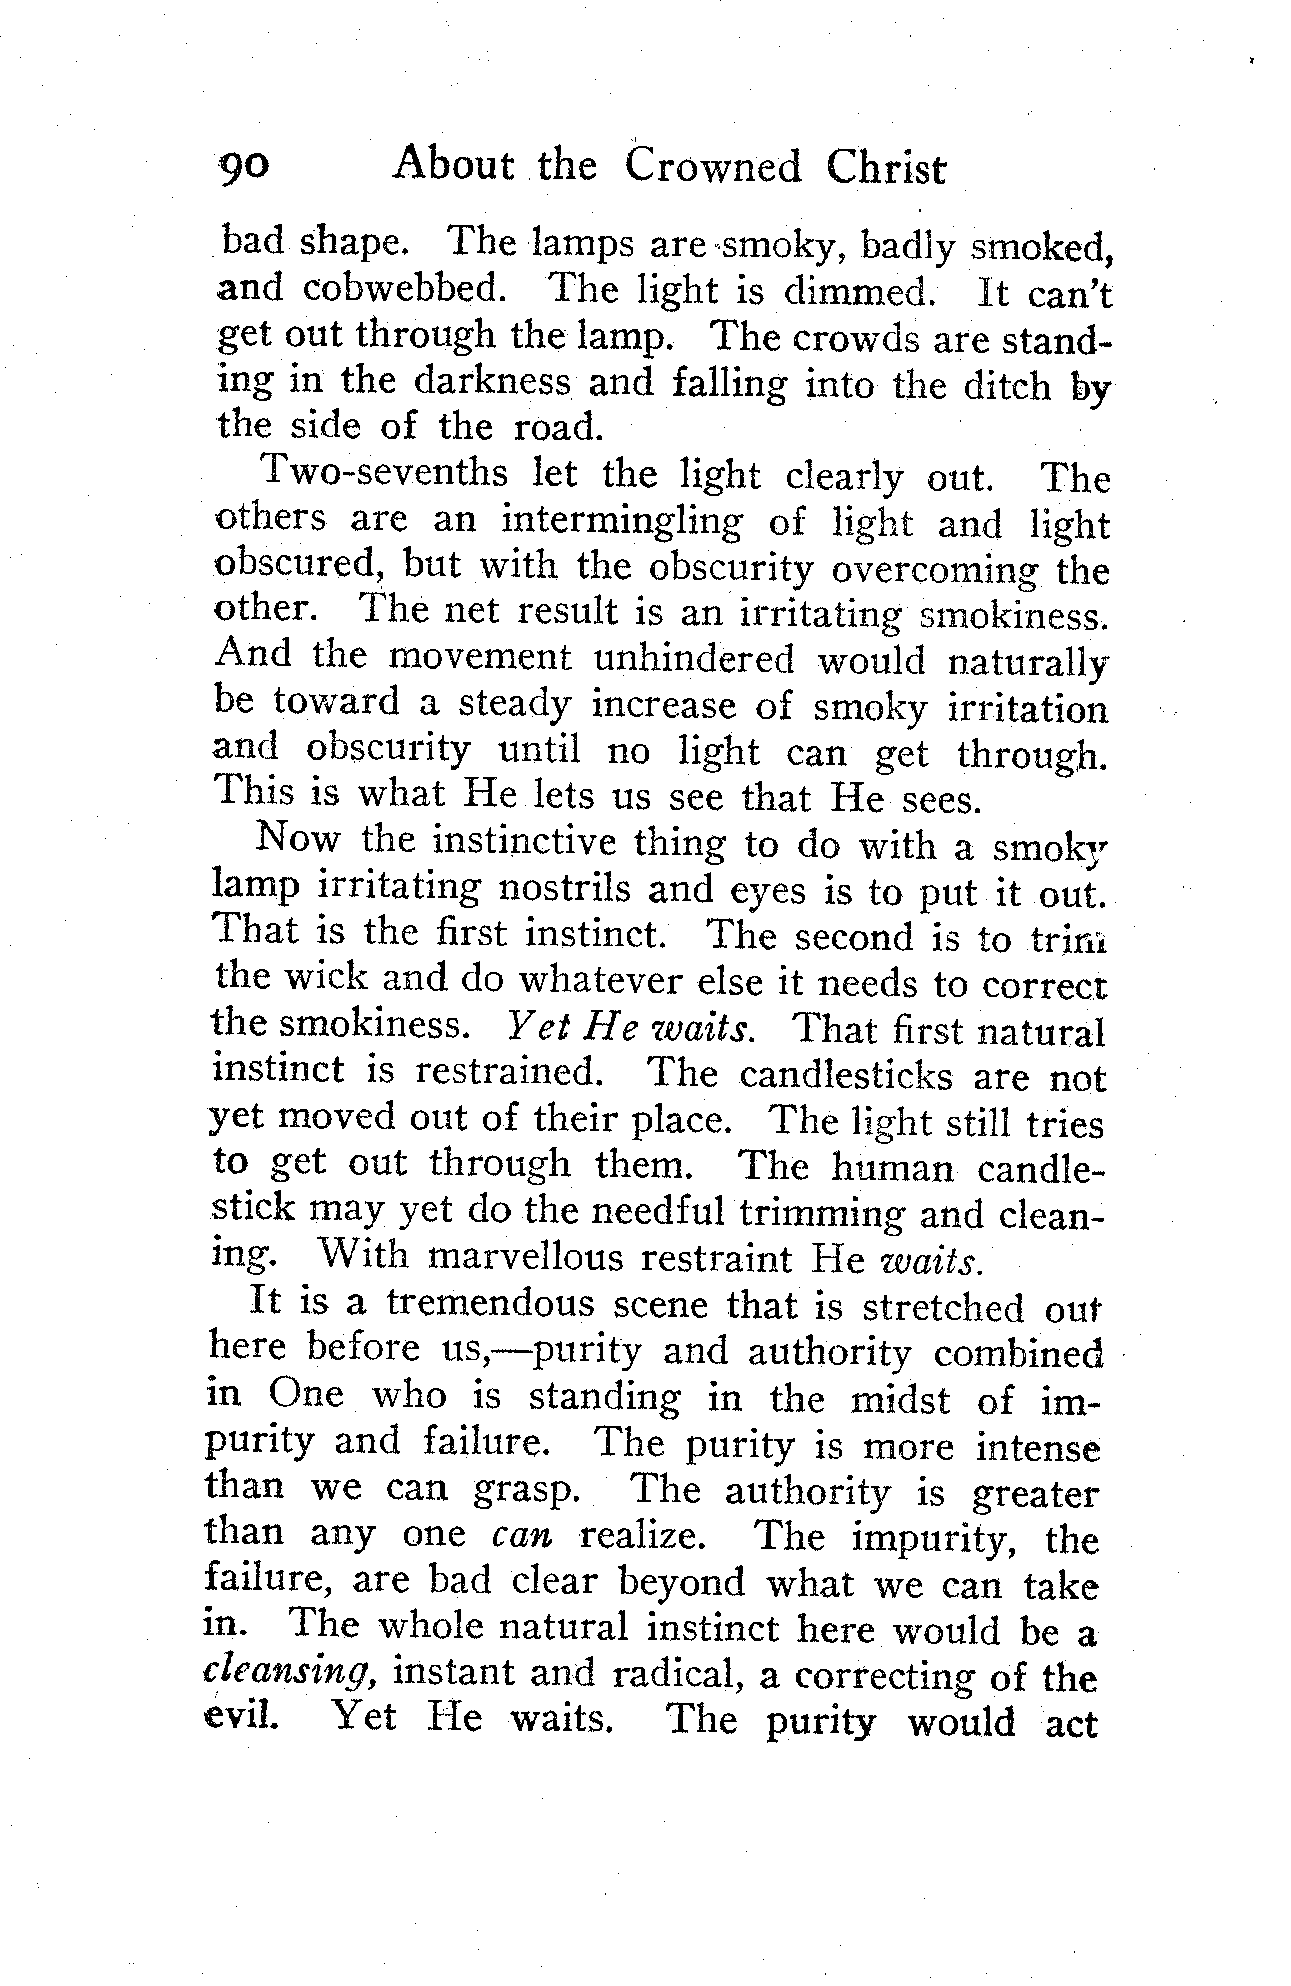 90 About the Crowned Christ
bad shape. The lamps are smoky, badly smoked,
and cobwebbed. The light is dimmed. It can't
get out through the lamp. The crowds are stand-
ing in the darkness and falling into the ditch by
the side of the road.
Two-sevenths let the light clearly out. The
others are an intermingling of light and light
obscured, but with the obscurity overcoming the
other. The net result is an irritating smokiness.
And the movement unhindered would naturally
be toward a steady increase of smoky irritation
and obscurity until no light can get through.
This is what He lets us see that He sees.
Now the instinctive thing to do with a smoky
lamp irritating nostrils and eyes is to put it out.
That is the first instinct. The second is to trim
the wick and do whatever else it needs to correct
the smokiness. Yet He waits. That first natural
instinct is restrained. The candlesticks are not
yet moved out of their place. The light still tries
to get out through them. The human candle-
stick may yet do the needful trimming and clean-
ing. With marvellous restraint He waits.
It is a tremendous scene that is stretched out
here before us,—purity and authority combined
in One who is standing in the midst of im-
purity and failure. The purity is more intense
than we can grasp. The authority is greater
than any one can realize. The impurity, the
failure, are bad clear beyond what we can take
in. The whole natural instinct here would be a
cleansing, instant and radical, a correcting of the
evil. Yet He waits. The purity would act